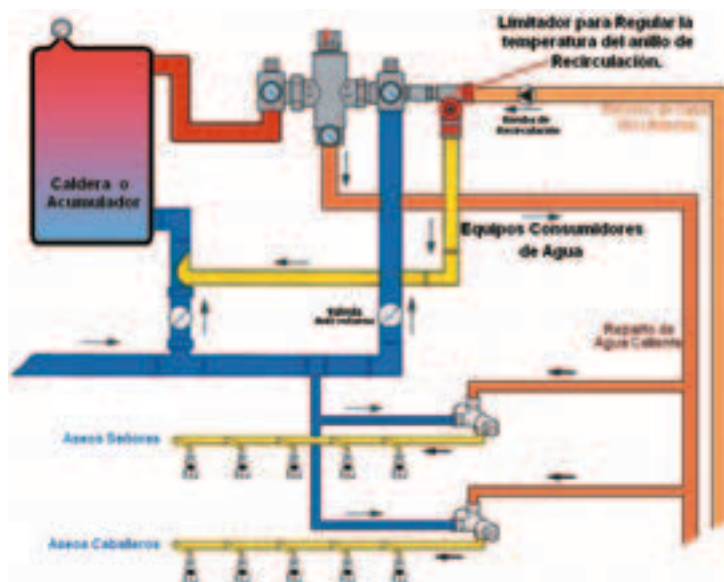 Limitador para Regular la
temperatura del anillo de
Recirculación.
Bomba de
Recirculación
Caldera o
Acumulador
Equipos Consumidores
de Agua
Válvula
Reparto de
Agua Caliente
Aseos Señoras
Aseos Caballeros